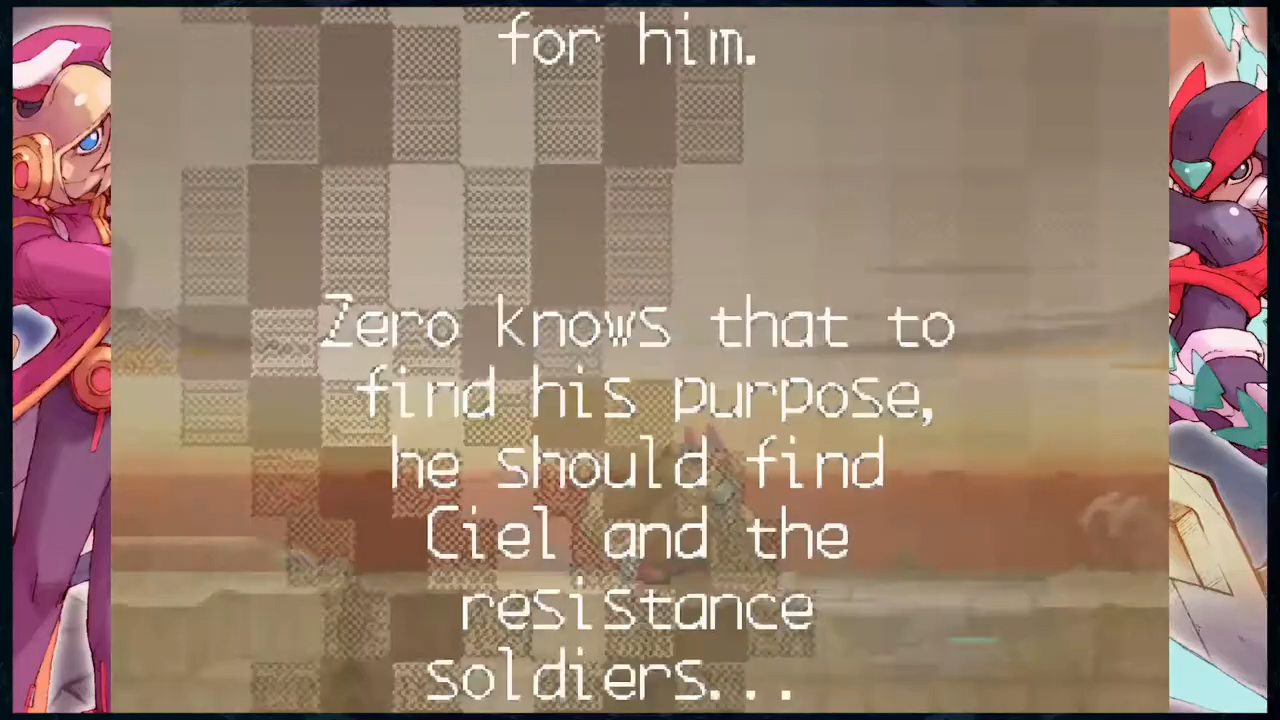 for him.
Zero knows that to
find his purpose,
he should find
Ciel and the
resistance
soldiers...